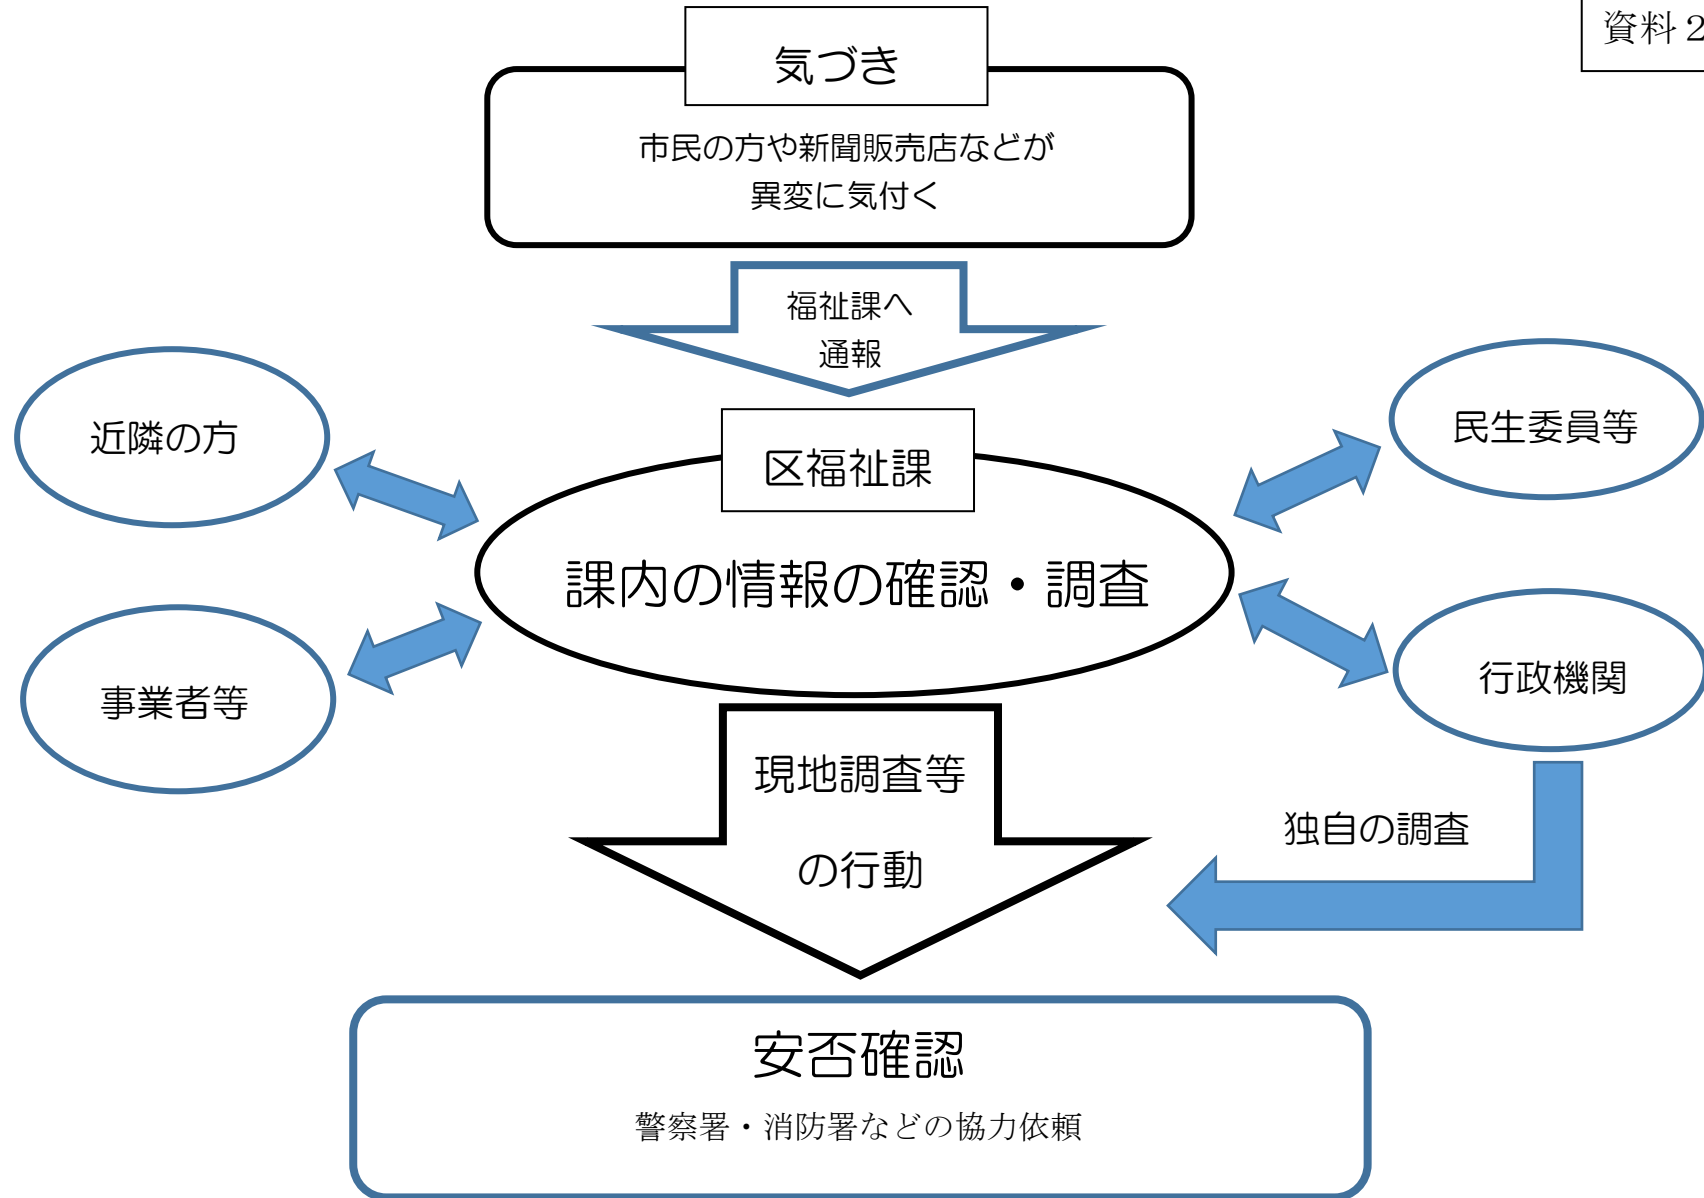 資料２
気づき
市民の方や新聞販売店などが
異変に気付く
福祉課へ
通報
近隣の方
民生委員等
区福祉課
課内の情報の確認・調査
事業者等
行政機関
現地調査等
の行動
独自の調査
安否確認
警察署・消防署などの協力依頼